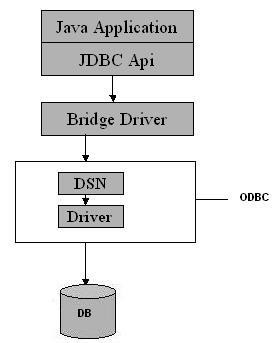 Java Application
JDBC Api
Bridge Driver
DSN
ODBC
Driver
DB